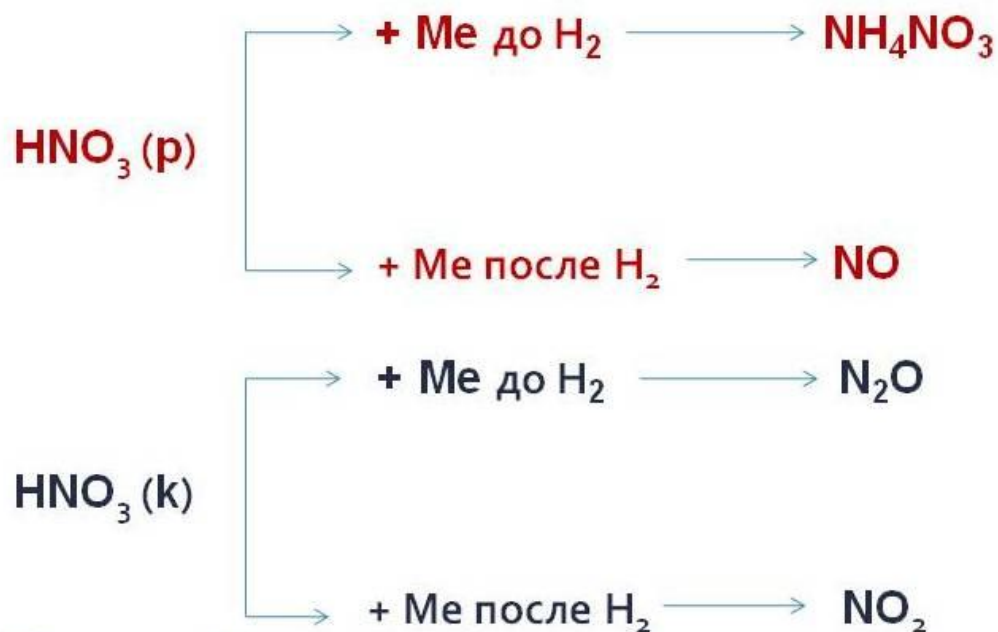 + Me до H₂ NH₄NO₃
HNO₃ (p)
+ Me после H₂ NO
+ Me до H₂ N₂O
HNO₃ (k)
+ Me после H₂ NO₂